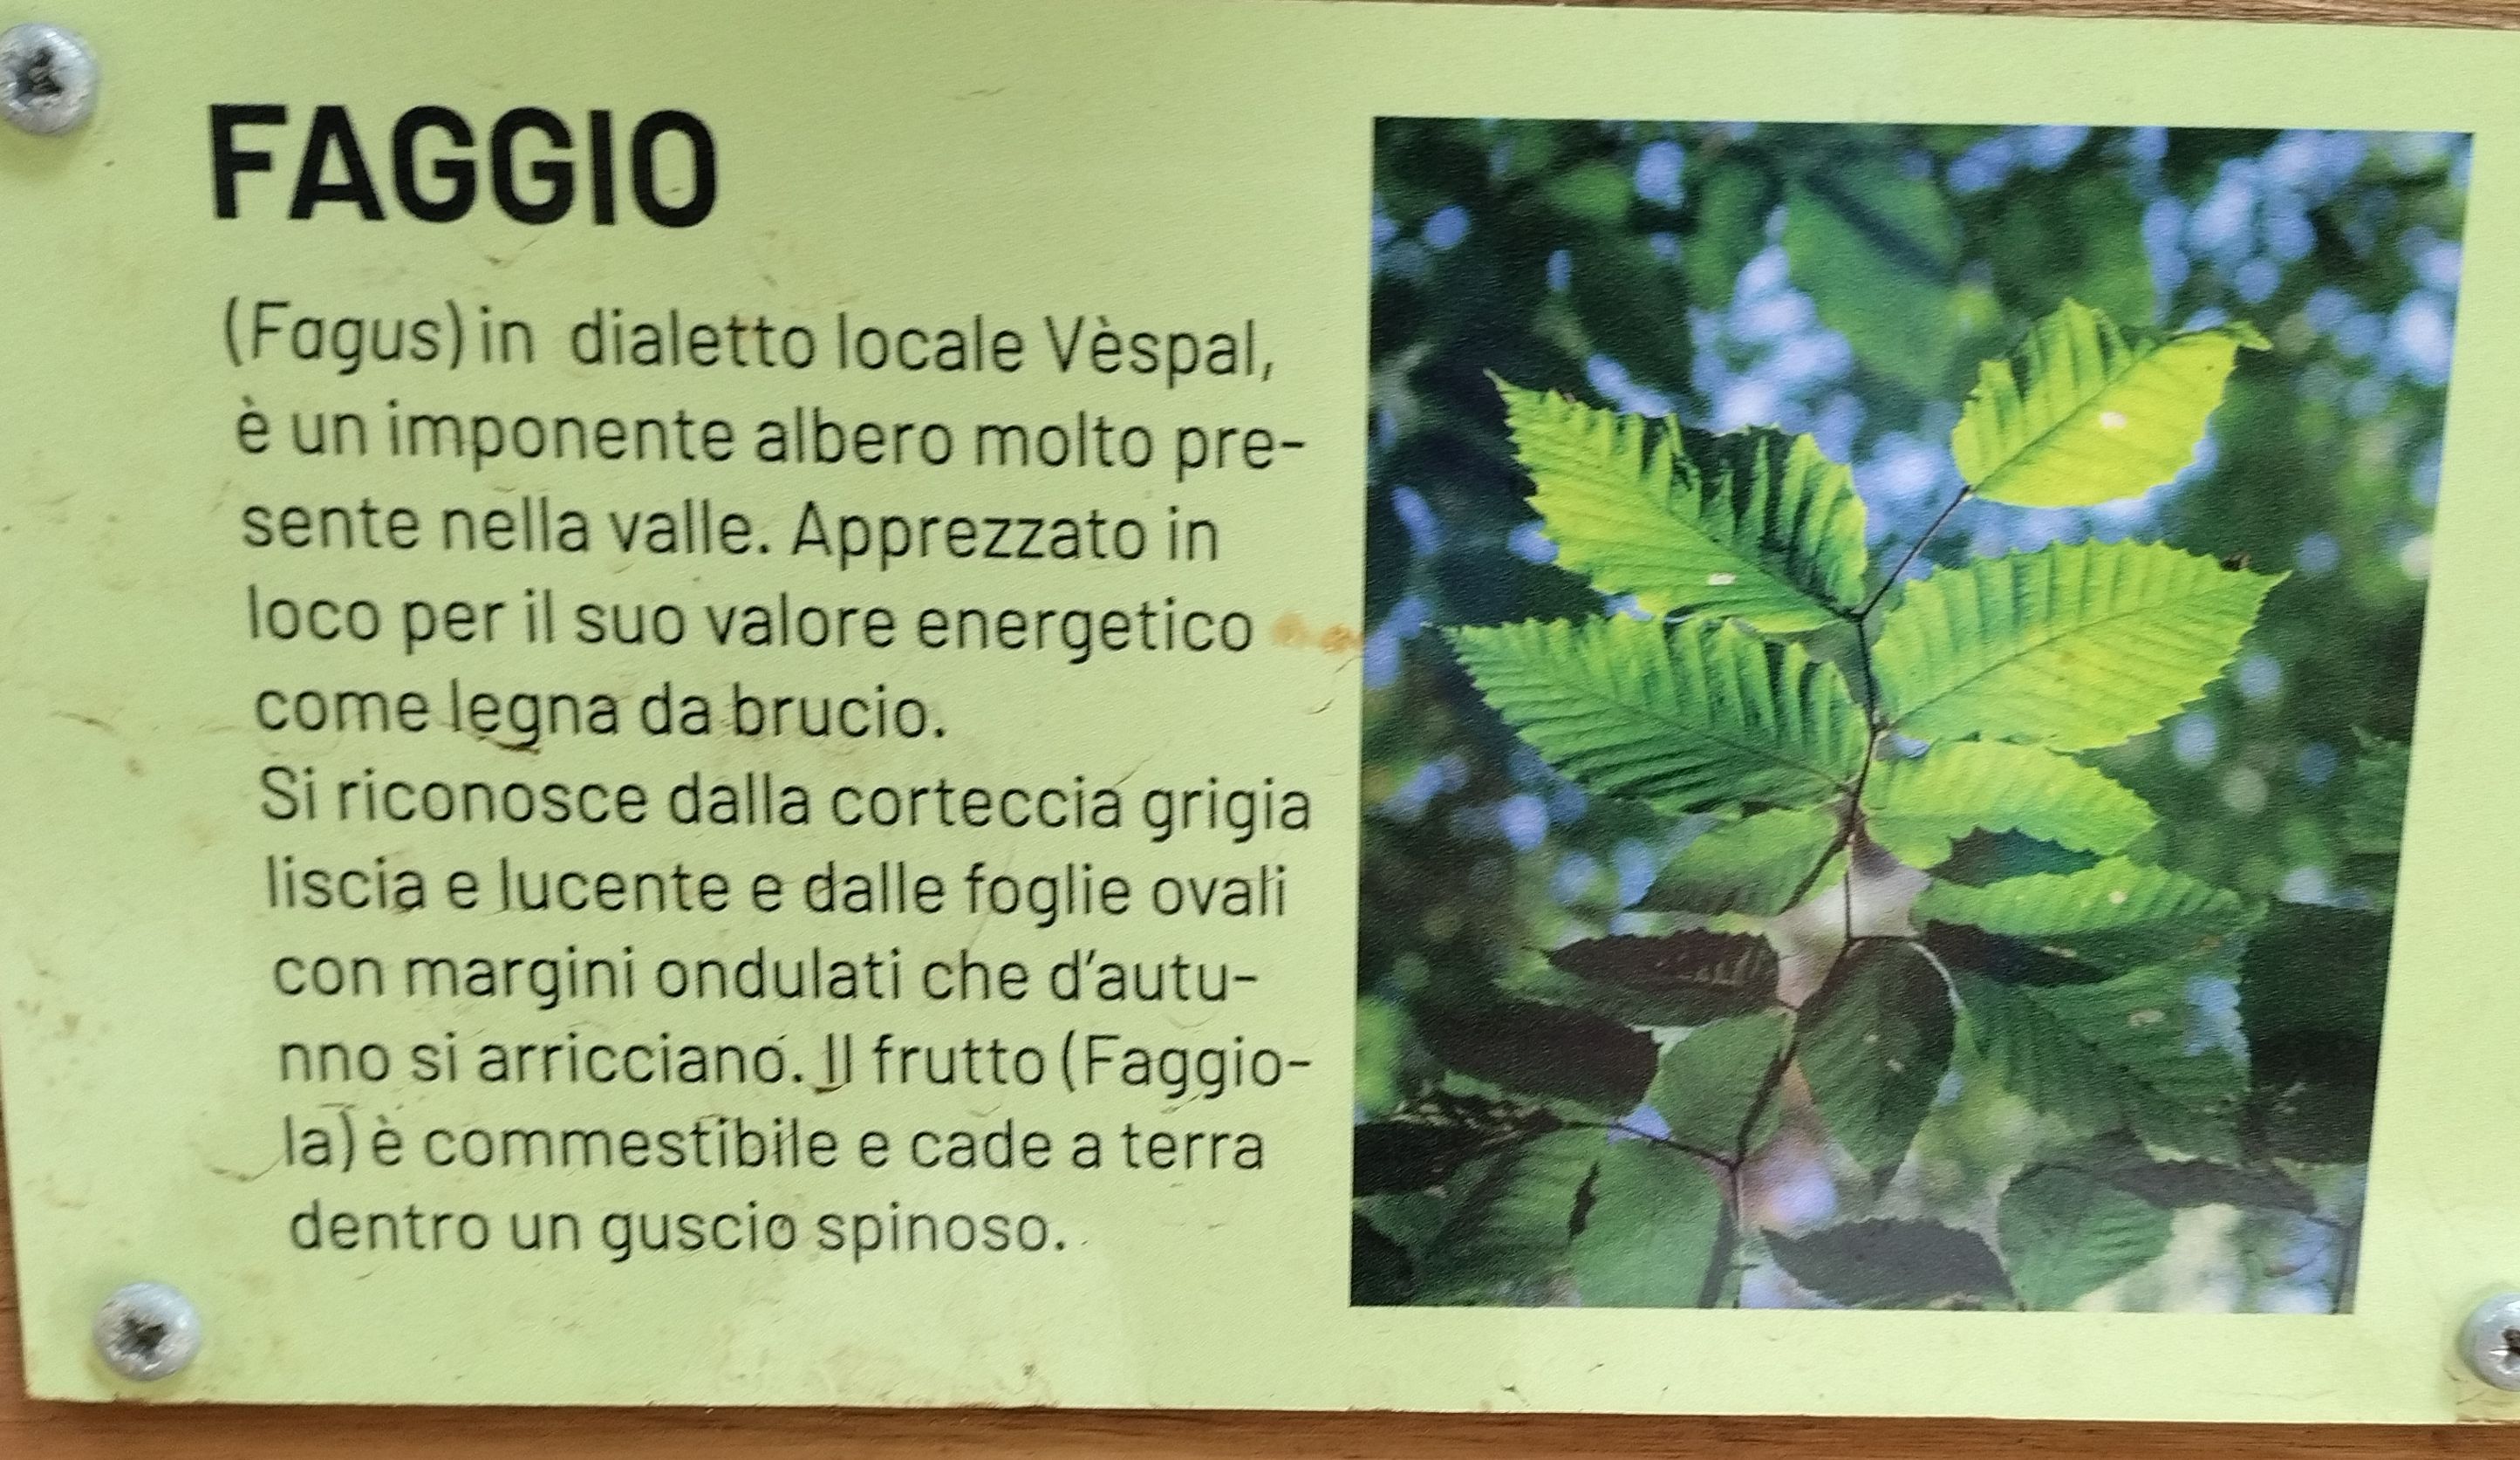 FAGGIO
(Fagus) in dialetto locale Vèspal,
è un imponente albero molto pre-
sente nella valle. Apprezzato in
loco per il suo valore energetico
come legna da brucio.
Si riconosce dalla corteccia grigia
liscia e lucente e dalle foglie ovali
con margini ondulati che d'autu-
nno si arricciano. Il frutto (Faggio-
la) è commestibile e cade a terra
dentro un guscio spinoso.